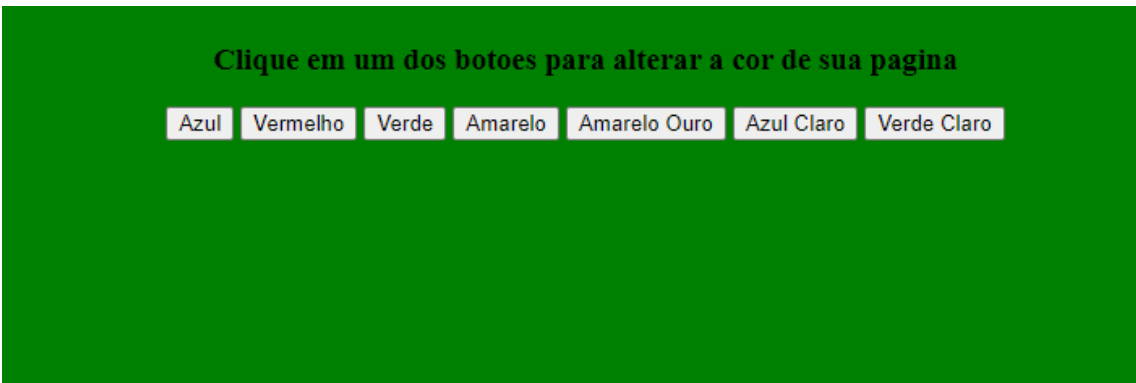 Clique em um dos botoes para alterar a cor de sua pagina
Azul Vermelho Verde Amarelo Amarelo Ouro Azul Claro Verde Claro